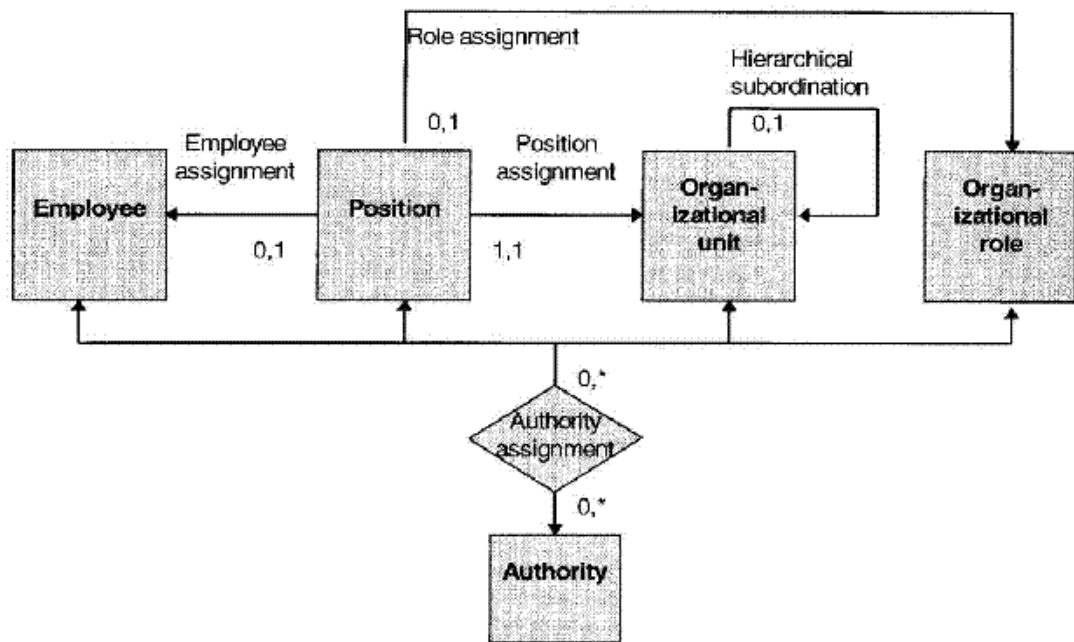 Role assignment
Hierarchical
subordination
0,1
0,1
Employee
assignment
Position
assignment
Employee
Position
Organ-
izational
unit
Organ-
izational
role
0,1
1,1
0,*
Authority
assignment
0,*
Authority